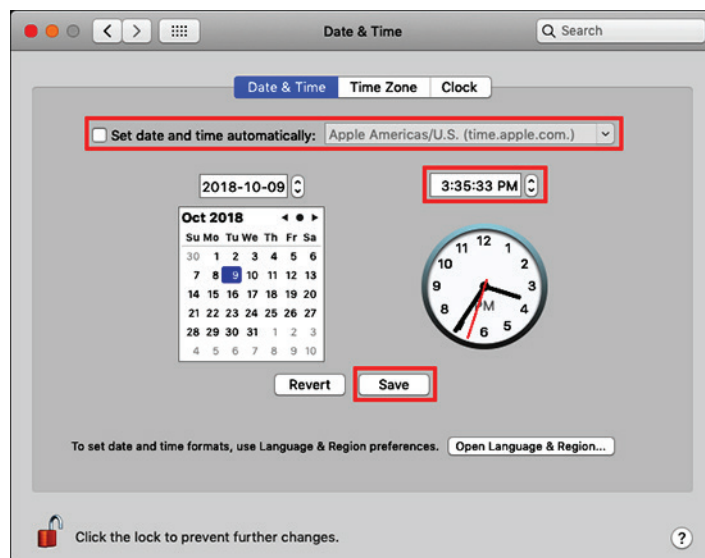 Date & Time
Search
Date & Time Time Zone Clock
Set date and time automatically: Apple Americas/U.S. (time.apple.com.)
2018-10-09
3:35:33 PM
Oct 2018
Su Mo Tu We Th Fr Sa
30 1 2 3 4 5 6
7 8 9 10 11 12 13
14 15 16 17 18 19 20
21 22 23 24 25 26 27
28 29 30 31 1 2 3
4 5 6 7 8 9 10
12
11 1
10 2
9 3
8 PM 4
6 5
Revert Save
To set date and time formats, use Language & Region preferences. Open Language & Region...
Click the lock to prevent further changes.
?